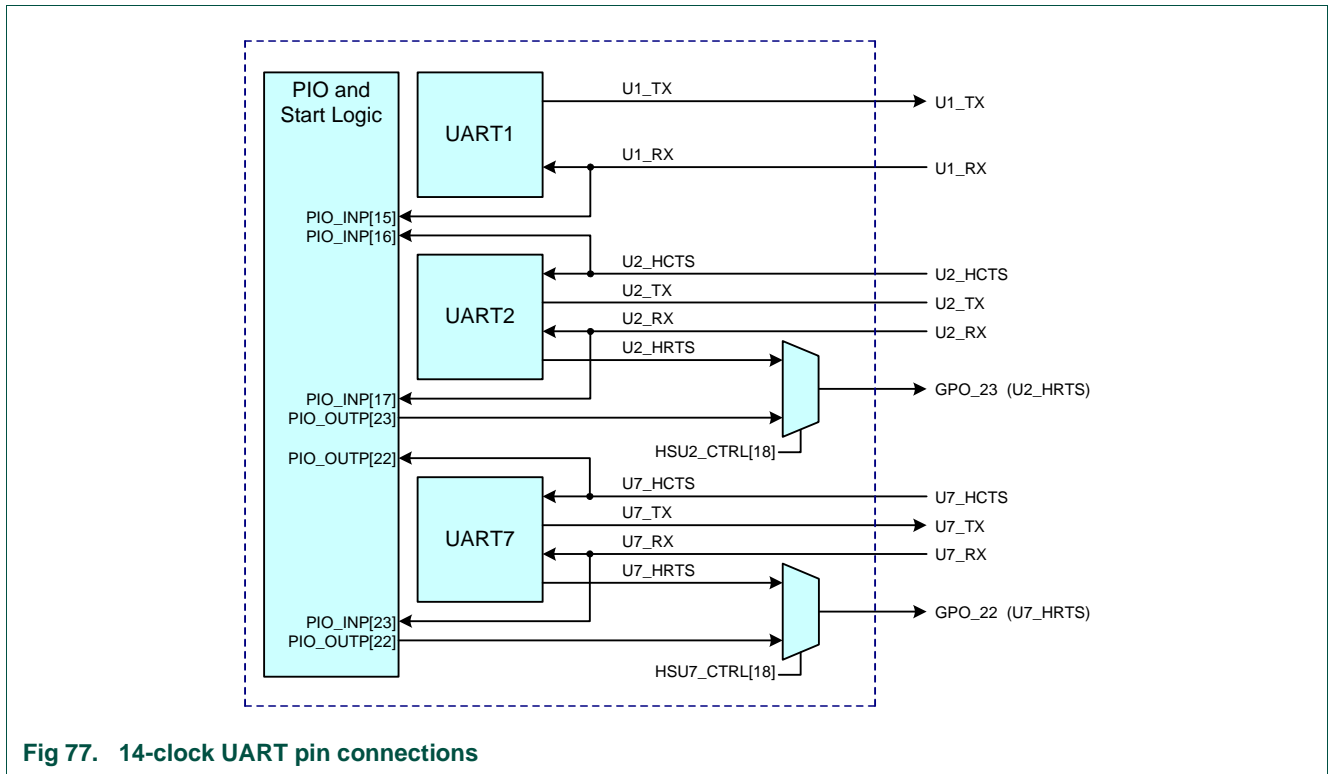 PIO and
Start Logic
UART1
U1_TX
U1_TX
U1_RX
U1_RX
PIO_INP[15]
PIO_INP[16]
U2_HCTS
U2_HCTS
U2_TX
U2_TX
UART2
U2_RX
U2_RX
U2_HRTS
GPO_23 (U2_HRTS)
PIO_INP[17]
PIO_OUTP[23]
HSU2_CTRL[18]
PIO_OUTP[22]
U7_HCTS
U7_HCTS
U7_TX
U7_TX
UART7
U7_RX
U7_RX
U7_HRTS
GPO_22 (U7_HRTS)
PIO_INP[23]
PIO_OUTP[22]
HSU7_CTRL[18]
Fig 77. 14-clock UART pin connections